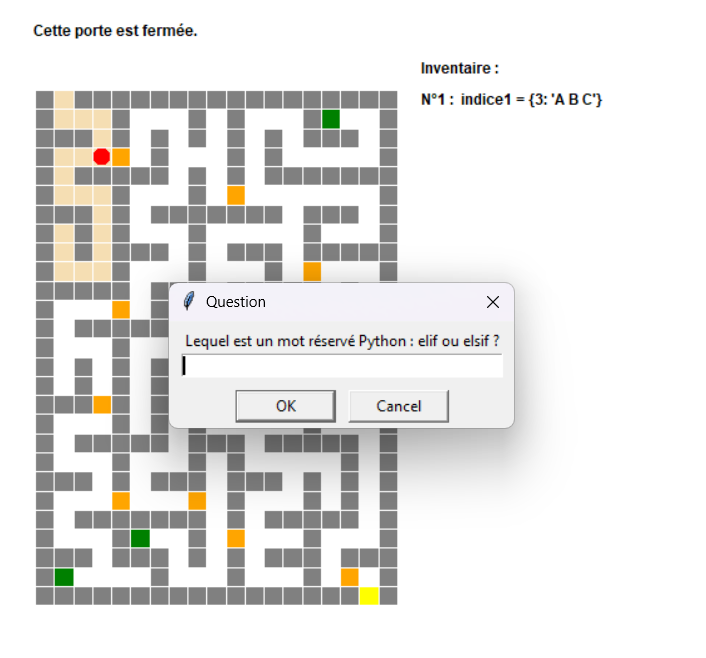 Cette porte est fermée.
Inventaire :
N°1 : indice1 = {3: 'A B C'}
Question
Lequel est un mot réservé Python : elif ou elsif ?
OK
Cancel